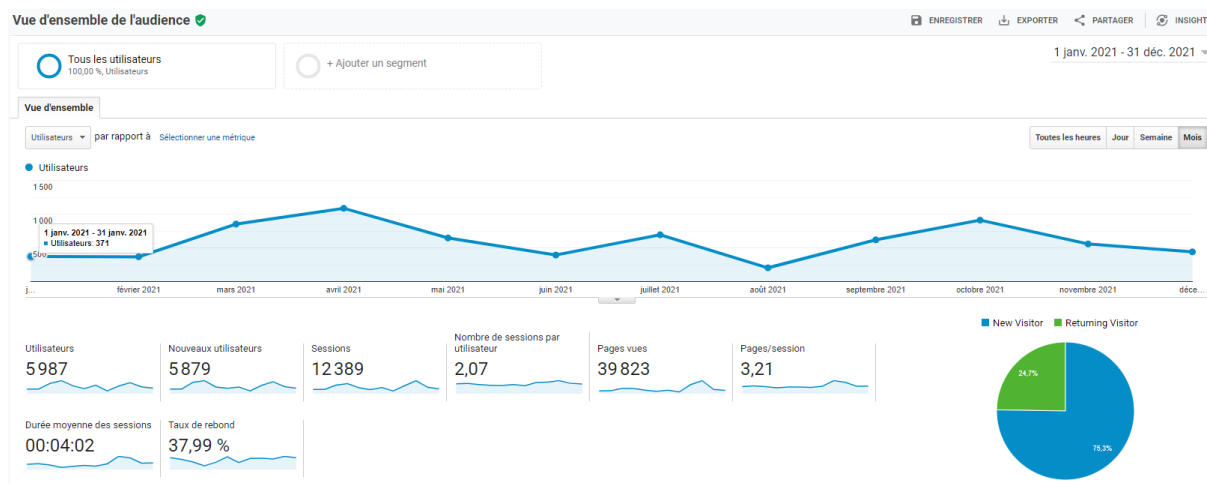 Vue d'ensemble de l'audience
ENREGISTRER EXPORTER PARTAGER INSIGHT
Tous les utilisateurs
100,00 %, Utilisateurs
+ Ajouter un segment
1 janv. 2021 - 31 déc. 2021
Vue d'ensemble
Utilisateurs par rapport à Sélectionner une métrique
Toutes les heures Jour Semaine Mois
Utilisateurs
1 500
1 000
1 janv. 2021 - 31 janv. 2021
Utilisateurs: 371
500
j... février 2021 mars 2021 avril 2021 mai 2021 juin 2021 juillet 2021 août 2021 septembre 2021 octobre 2021 novembre 2021 déce...
New Visitor Returning Visitor
Utilisateurs
5 987
Nouveaux utilisateurs
5 879
Sessions
12 389
Nombre de sessions par
utilisateur
2,07
Pages vues
39 823
Pages/session
3,21
24,7%
75,3%
Durée moyenne des sessions
00:04:02
Taux de rebond
37,99 %